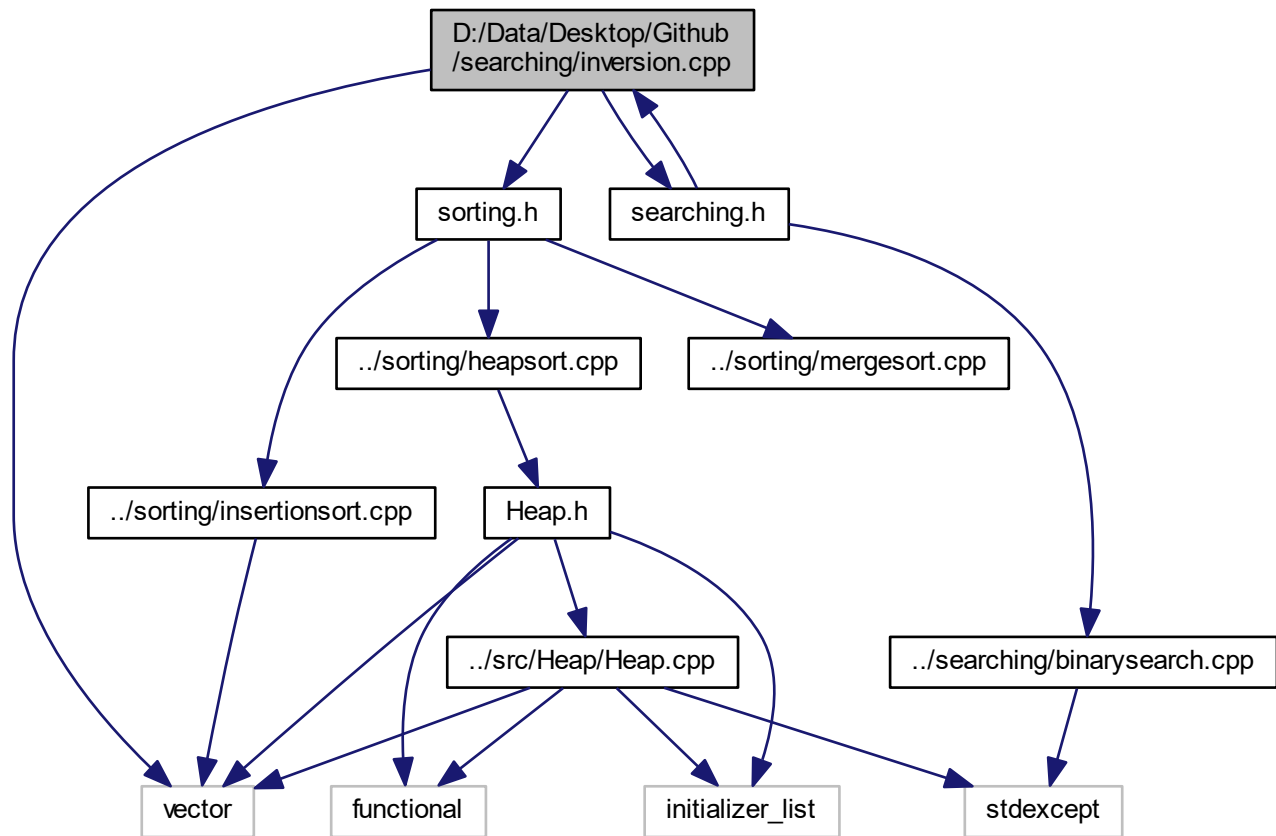 D:/Data/Desktop/Github
/searching/inversion.cpp
sorting.h
searching.h
../sorting/heapsort.cpp
../sorting/mergesort.cpp
../sorting/insertionsort.cpp
Heap.h
../src/Heap/Heap.cpp
../searching/binarysearch.cpp
vector
functional
initializer_list
stdexcept